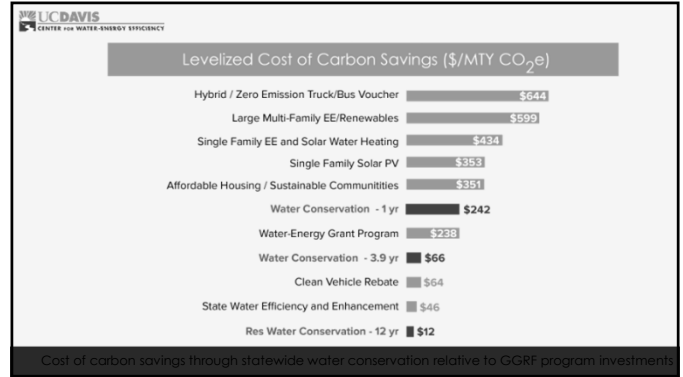 UCDAVIS
CENTER FOR WATER-ENERGY EFFICIENCY
Levelized Cost of Carbon Savings ($/MTY CO2e)
Hybrid / Zero Emission Truck/Bus Voucher $644
Large Multi-Family EE/Renewables $599
Single Family EE and Solar Water Heating $434
Single Family Solar PV $353
Affordable Housing / Sustainable Communitities $351
Water Conservation - 1 yr $242
Water-Energy Grant Program $238
Water Conservation - 3.9 yr $66
Clean Vehicle Rebate $64
State Water Efficiency and Enhancement $46
Res Water Conservation - 12 yr $12
Cost of carbon savings through statewide water conservation relative to GGRF program investments